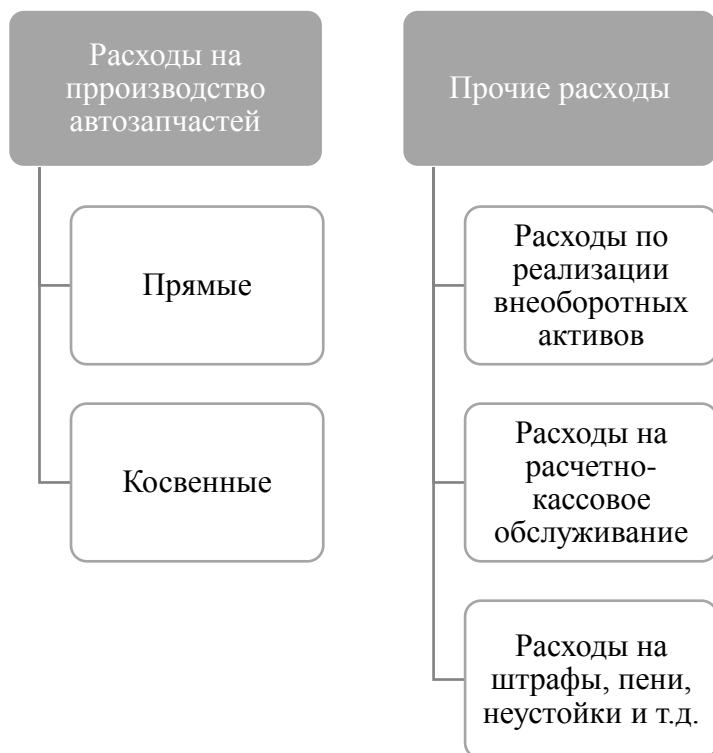 Расходы на
прроизводство
автозапчастей
Прямые
Косвенные
Прочие расходы
Расходы по
реализации
внеоборотных
активов
Расходы на
расчетно-
кассовое
обслуживание
Расходы на
штрафы, пени,
неустойки и т.д.